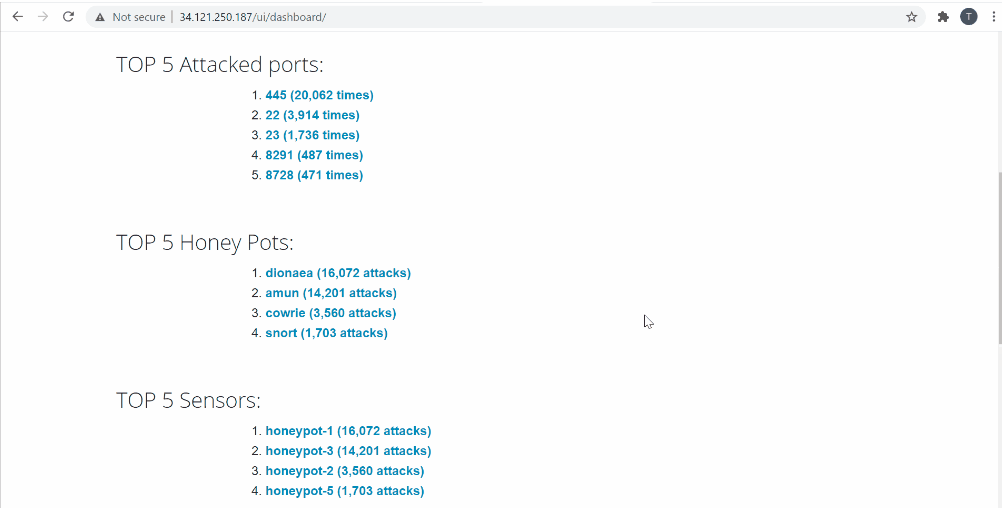 Not secure | 34.121.250.187/ui/dashboard/
T
TOP 5 Attacked ports:
1. 445 (20,062 times)
2. 22 (3,914 times)
3. 23 (1,736 times)
4. 8291 (487 times)
5. 8728 (471 times)
TOP 5 Honey Pots:
1. dionaea (16,072 attacks)
2. amun (14,201 attacks)
3. cowrie (3,560 attacks)
4. snort (1,703 attacks)
TOP 5 Sensors:
1. honeypot-1 (16,072 attacks)
2. honeypot-3 (14,201 attacks)
3. honeypot-2 (3,560 attacks)
4. honeypot-5 (1,703 attacks)